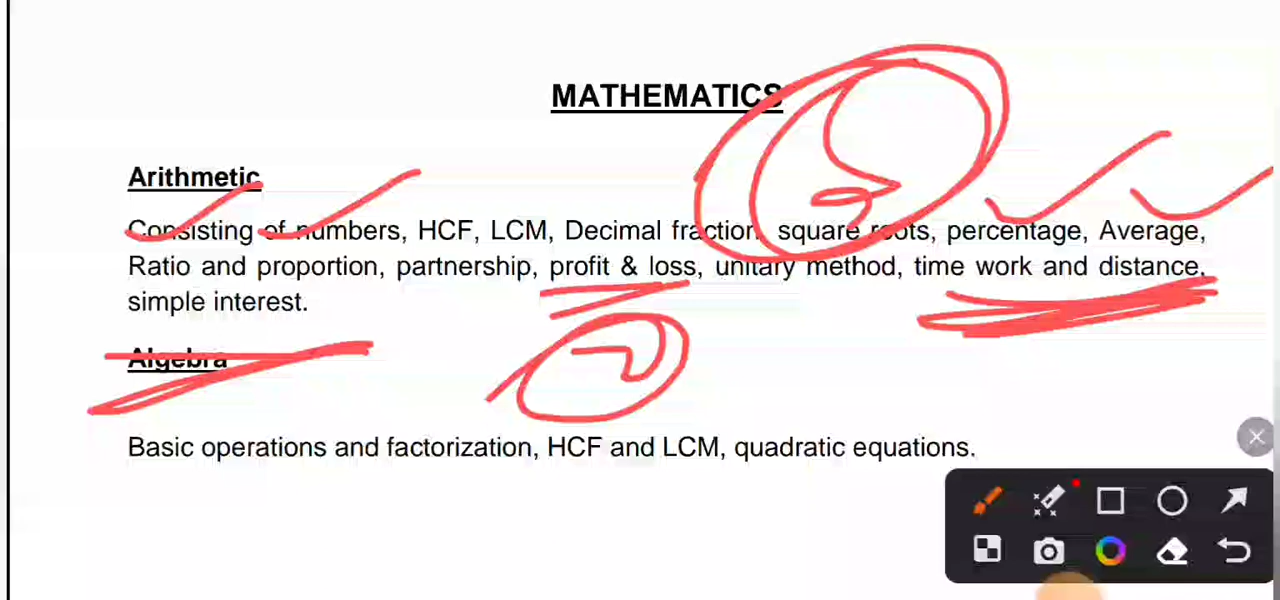 MATHEMATICS
Arithmetic
Consisting of numbers, HCF, LCM, Decimal fraction, square roots, percentage, Average,
Ratio and proportion, partnership, profit & loss, unitary method, time work and distance,
simple interest.
Algebra
Basic operations and factorization, HCF and LCM, quadratic equations.